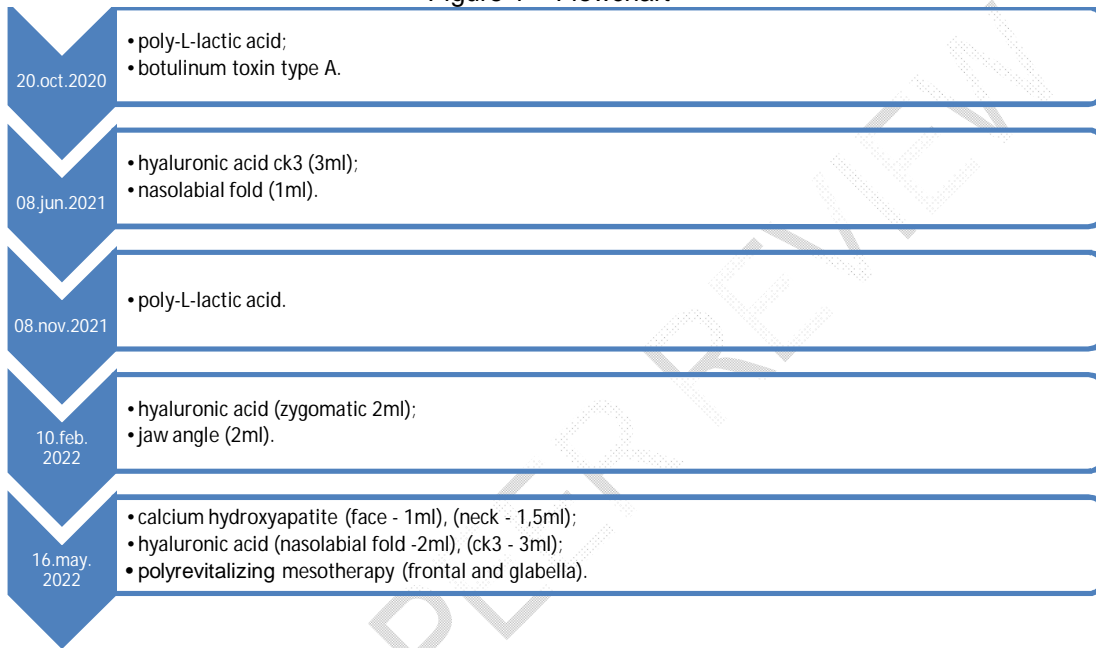 Figure 1 - Flowchart
20.oct.2020
• poly-L-lactic acid;
• botulinum toxin type A.
08.jun.2021
• hyaluronic acid ck3 (3ml);
• nasolabial fold (1ml).
08.nov.2021
• poly-L-lactic acid.
10.feb.
2022
• hyaluronic acid (zygomatic 2ml);
• jaw angle (2ml).
16.may.
2022
• calcium hydroxyapatite (face - 1ml), (neck - 1,5ml);
• hyaluronic acid (nasolabial fold -2ml), (ck3 - 3ml);
• polyrevitalizing mesotherapy (frontal and glabella).
PEER REVIEW